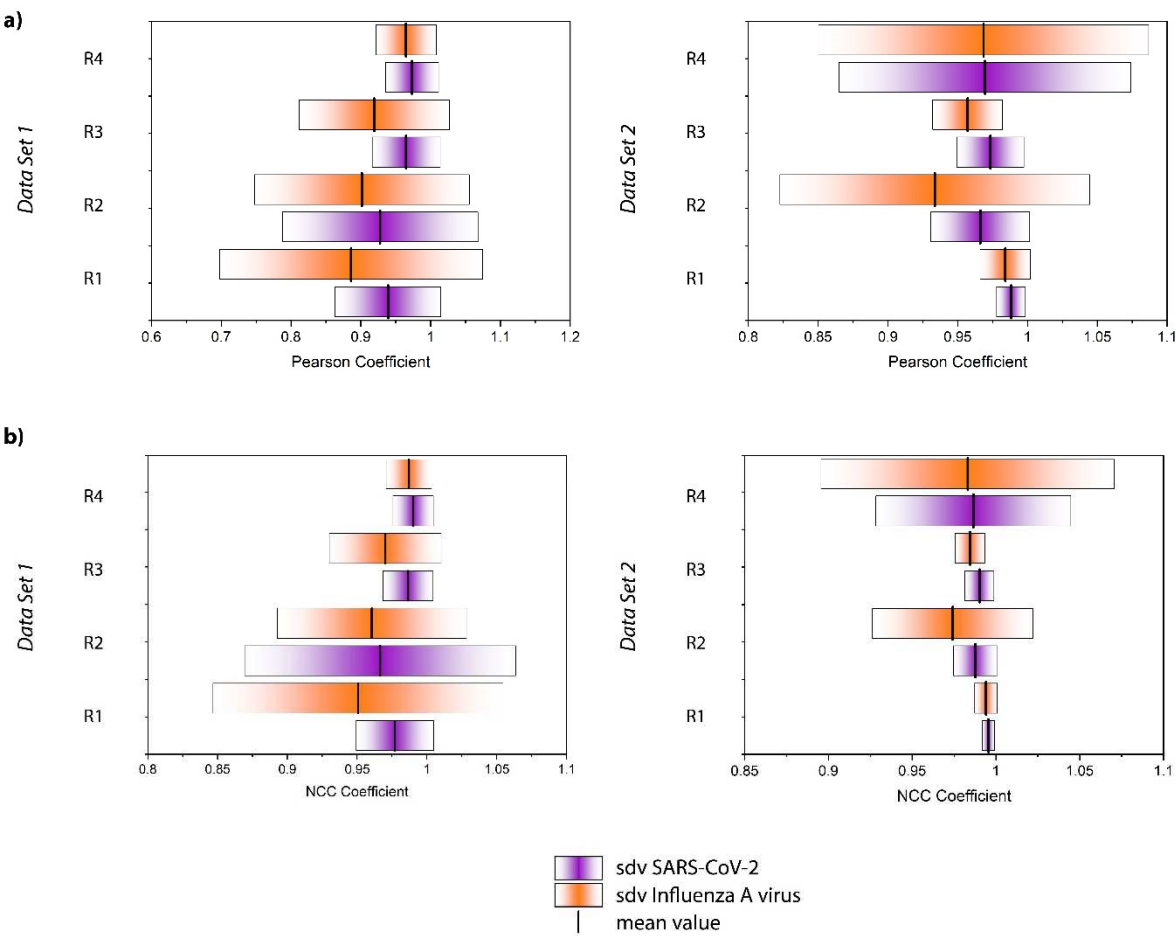 a)
Data Set 1
R4
R3
R2
R1
0.6 0.7 0.8 0.9 1 1.1 1.2
Pearson Coefficient
Data Set 2
R4
R3
R2
R1
0.8 0.85 0.9 0.95 1 1.05 1.1
Pearson Coefficient
b)
Data Set 1
R4
R3
R2
R1
0.8 0.85 0.9 0.95 1 1.05 1.1
NCC Coefficient
Data Set 2
R4
R3
R2
R1
0.85 0.9 0.95 1 1.05 1.1
NCC Coefficient
sdv SARS-CoV-2
sdv Influenza A virus
mean value